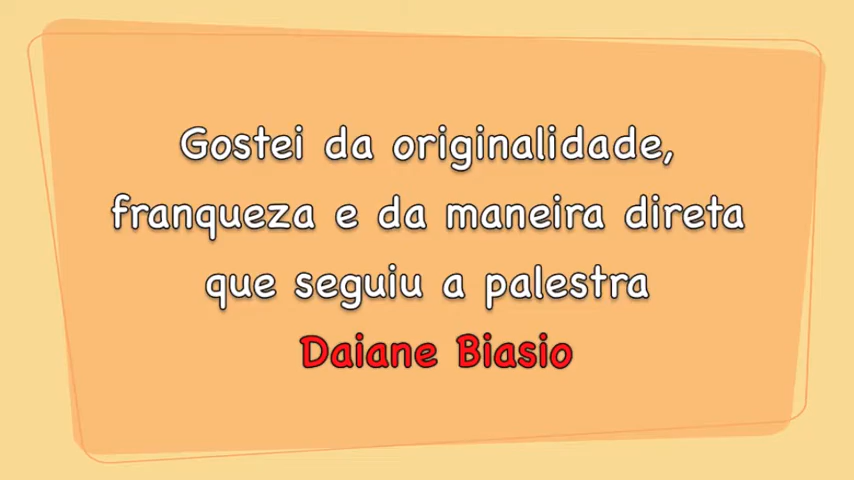 Gostei da originalidade,
franqueza e da maneira direta
que seguiu a palestra
Daiane Biasio